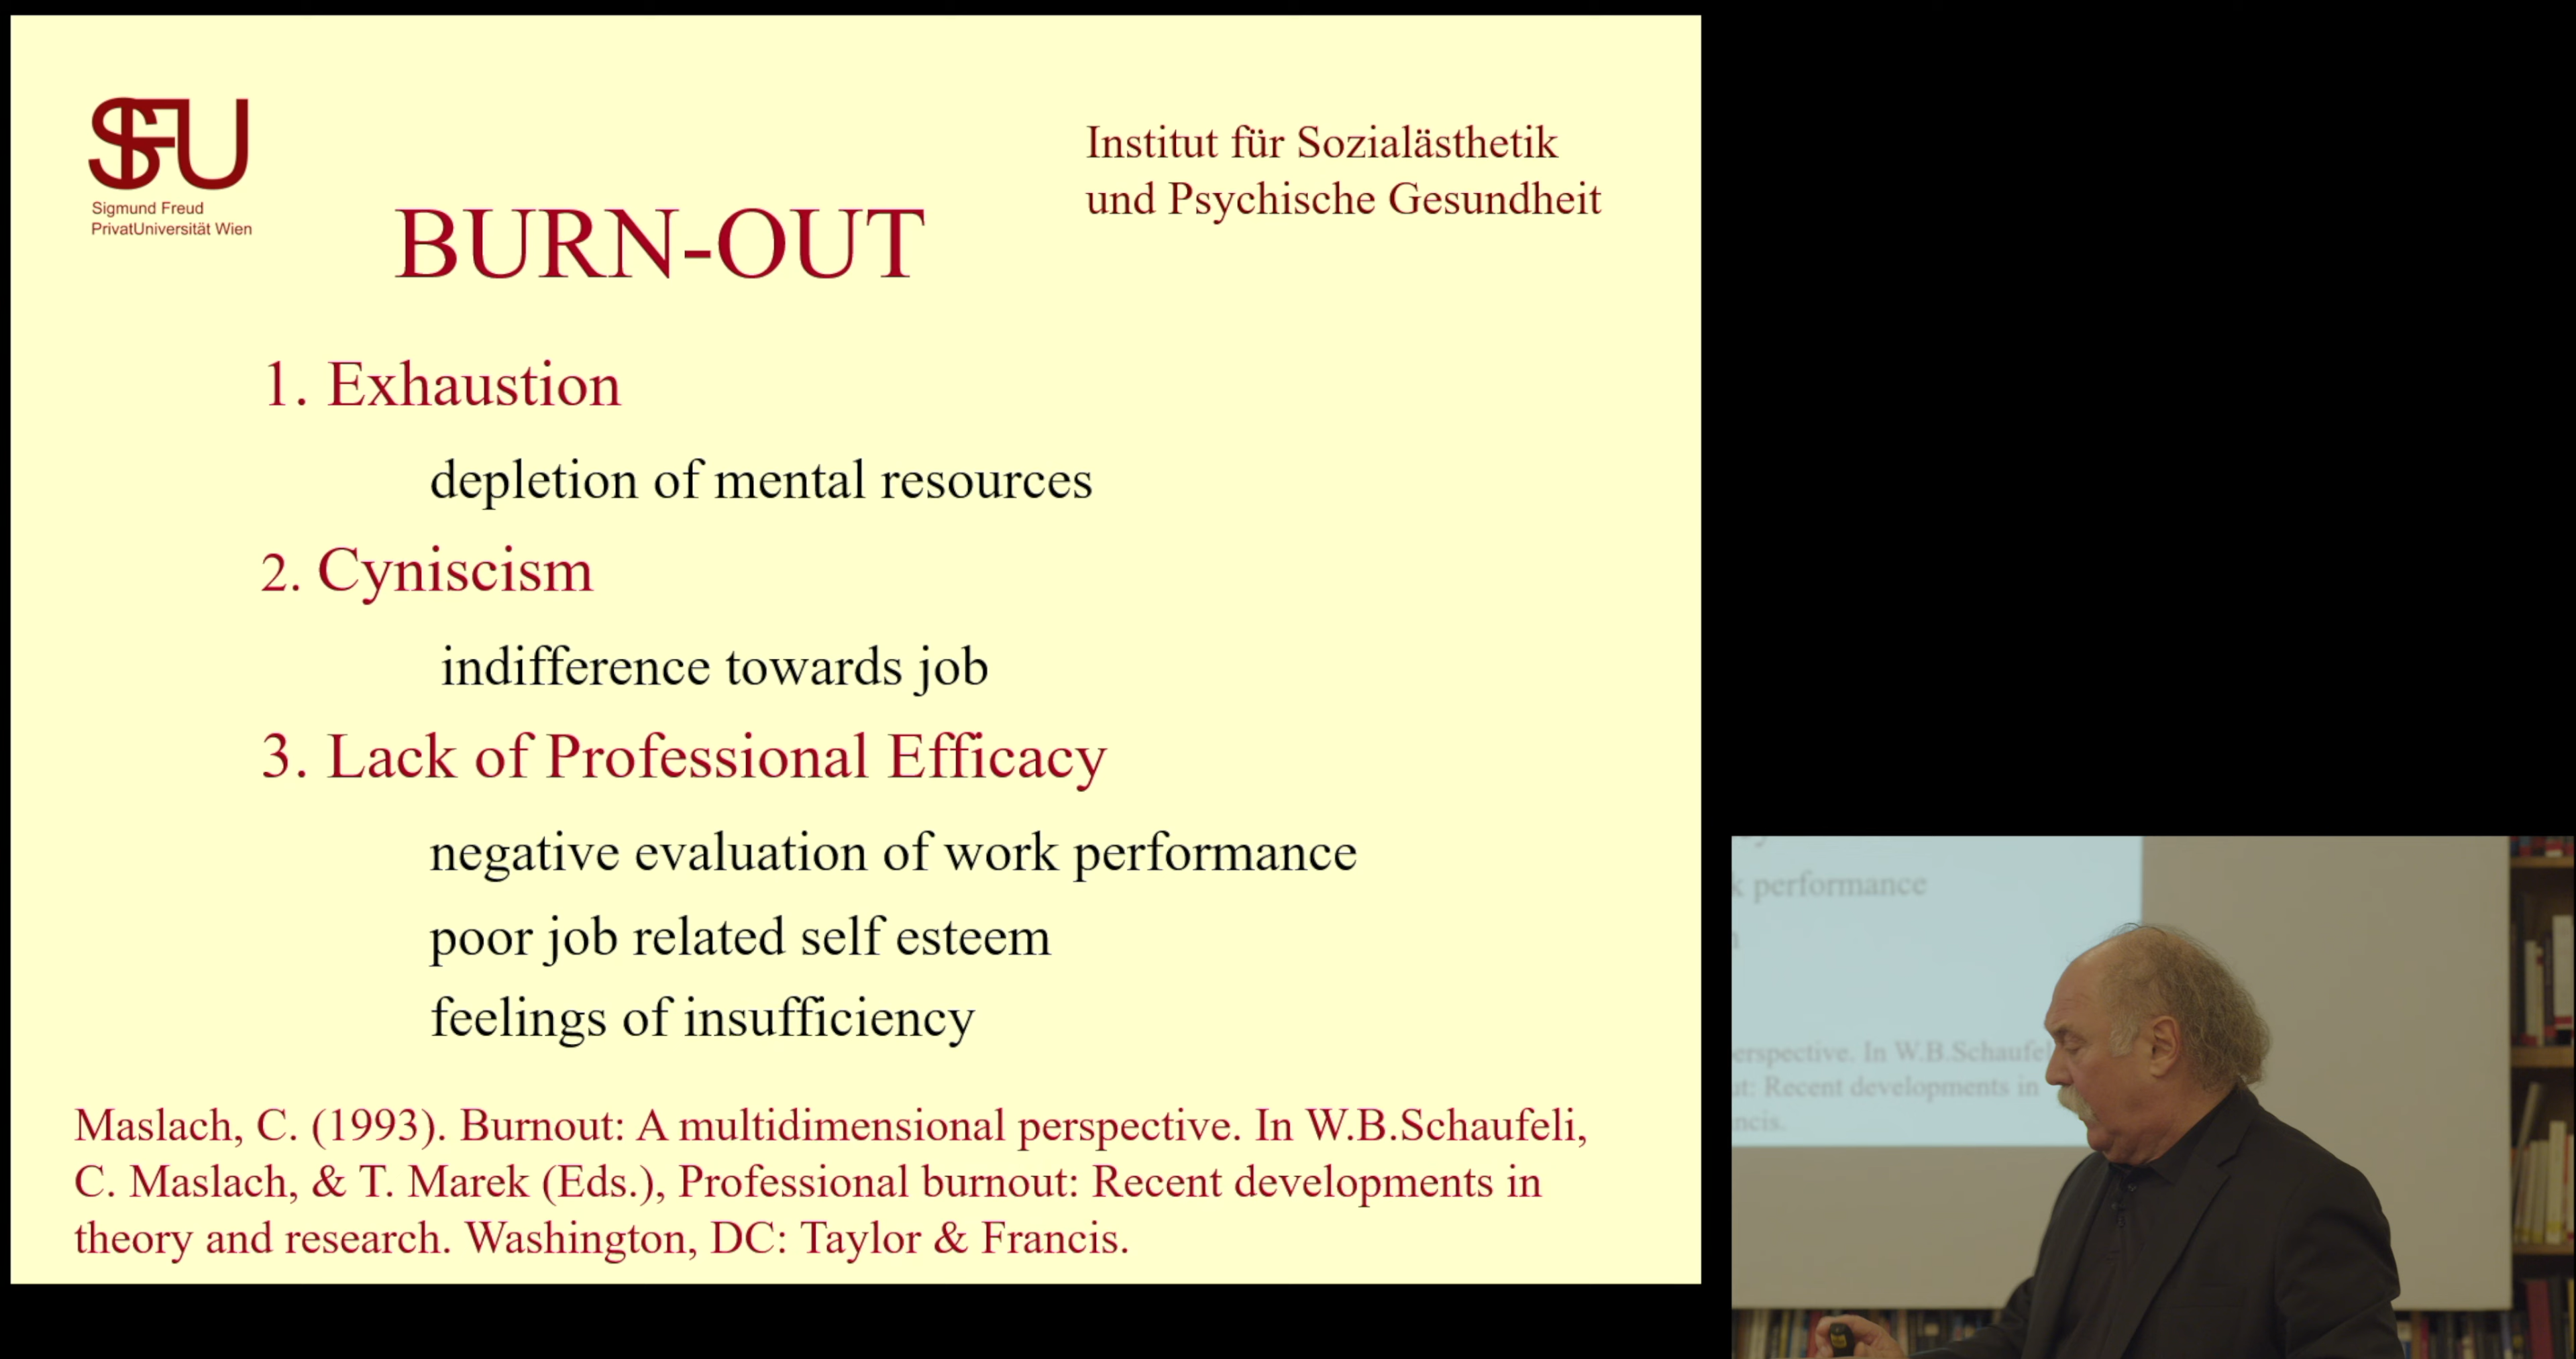 SFU
Sigmund Freud
PrivatUniversität Wien
Institut für Sozialästhetik
und Psychische Gesundheit
BURN-OUT
1. Exhaustion
depletion of mental resources
2. Cyniscism
indifference towards job
3. Lack of Professional Efficacy
negative evaluation of work performance
poor job related self esteem
feelings of insufficiency
Maslach, C. (1993). Burnout: A multidimensional perspective. In W.B.Schaufeli,
C. Maslach, & T. Marek (Eds.), Professional burnout: Recent developments in
theory and research. Washington, DC: Taylor & Francis.
performance
erspective. In W.B.Schaufel
ut: Recent developments in
ncis.